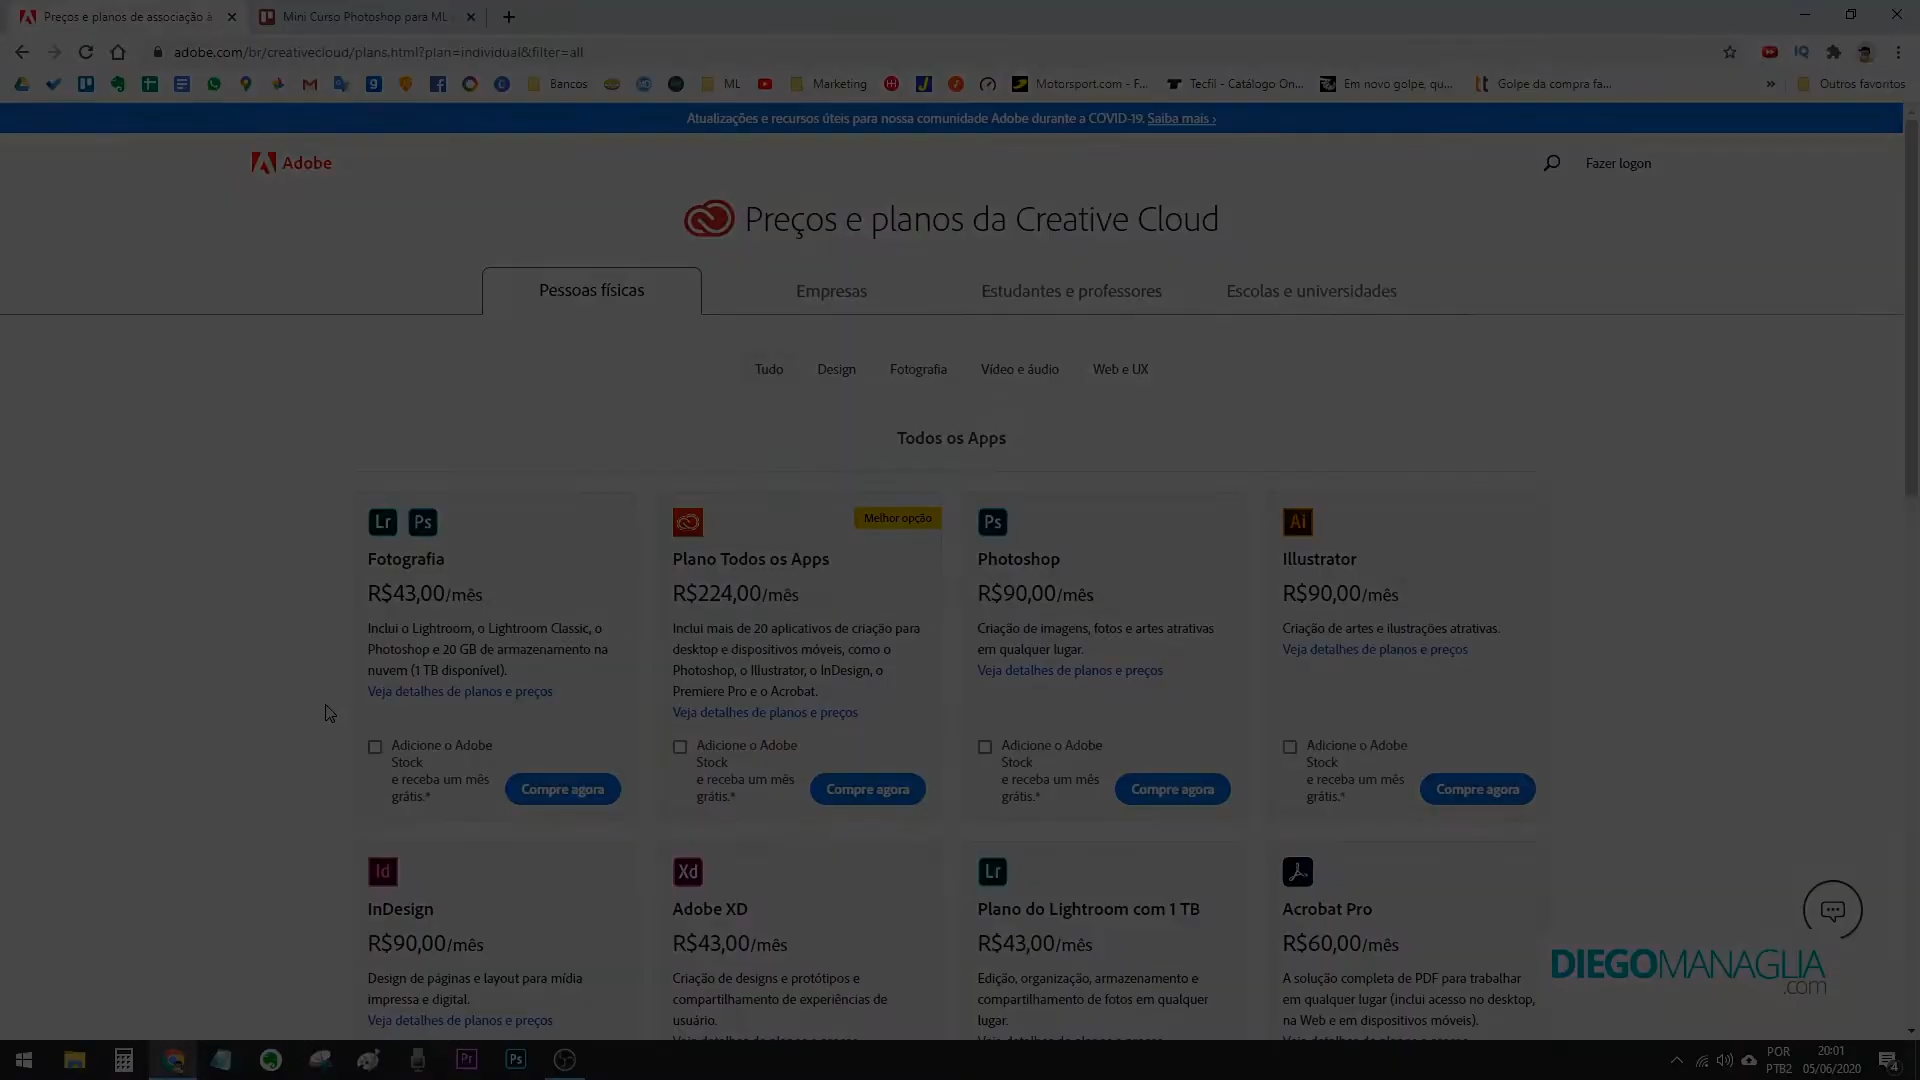 Preços e planos de associação à
Mini Curso Photoshop para ML
adobe.com/br/creativecloud/plans.html?plan=individual&filter=all
Bancos
ML
Marketing
Motorsport.com - F...
Tecfil - Catálogo On...
Em novo golpe, qu...
Golpe da compra fa...
Outros favoritos
Atualizações e recursos úteis para nossa comunidade Adobe durante a COVID-19. Saiba mais ›
Adobe
Fazer logon
Preços e planos da Creative Cloud
Pessoas físicas
Empresas
Estudantes e professores
Escolas e universidades
Tudo
Design
Fotografia
Vídeo e áudio
Web e UX
Todos os Apps
Lr
Ps
Fotografia
R$43,00/mês
Inclui o Lightroom, o Lightroom Classic, o
Photoshop e 20 GB de armazenamento na
nuvem (1 TB disponível).
Veja detalhes de planos e preços
Adicione o Adobe
Stock
e receba um mês
grátis.*
Compre agora
Melhor opção
Plano Todos os Apps
R$224,00/mês
Inclui mais de 20 aplicativos de criação para
desktop e dispositivos móveis, como o
Photoshop, o Illustrator, o InDesign, o
Premiere Pro e o Acrobat.
Veja detalhes de planos e preços
Adicione o Adobe
Stock
e receba um mês
grátis.*
Compre agora
Ps
Photoshop
R$90,00/mês
Criação de imagens, fotos e artes atrativas
em qualquer lugar.
Veja detalhes de planos e preços
Adicione o Adobe
Stock
e receba um mês
grátis.*
Compre agora
Ai
Illustrator
R$90,00/mês
Criação de artes e ilustrações atrativas.
Veja detalhes de planos e preços
Adicione o Adobe
Stock
e receba um mês
grátis.*
Compre agora
Id
InDesign
R$90,00/mês
Design de páginas e layout para mídia
impressa e digital.
Veja detalhes de planos e preços
Xd
Adobe XD
R$43,00/mês
Criação de designs e protótipos e
compartilhamento de experiências de
usuário.
Lr
Plano do Lightroom com 1 TB
R$43,00/mês
Edição, organização, armazenamento e
compartilhamento de fotos em qualquer
lugar.
Acrobat Pro
R$60,00/mês
A solução completa de PDF para trabalhar
em qualquer lugar (inclui acesso no desktop,
na Web e em dispositivos móveis).
DIEGOMANAGLIA
.com
Pr
Ps
POR
PTB2
20:01
05/06/2020
4